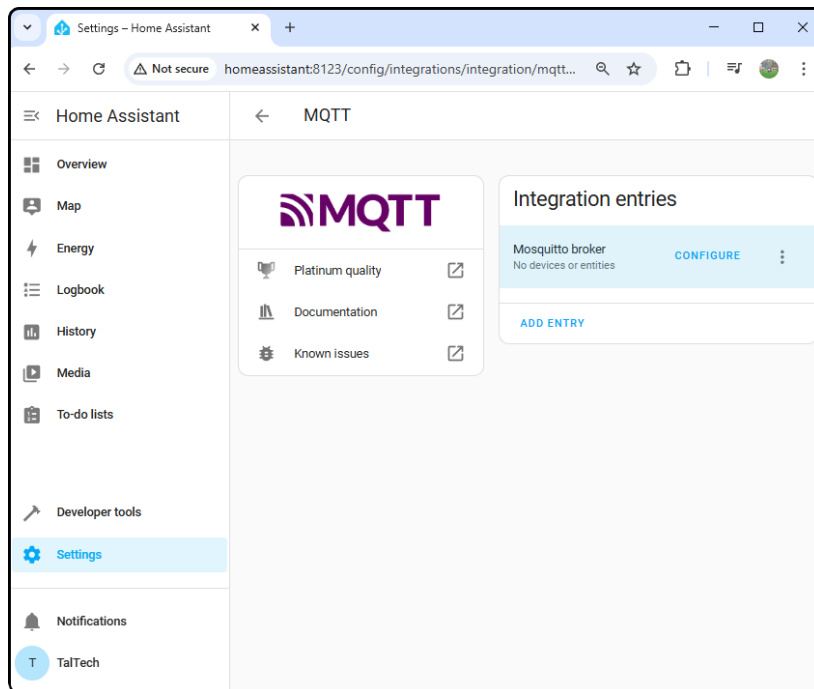 Settings – Home Assistant
Not secure homeassistant:8123/config/integrations/integration/mqtt...
Home Assistant
MQTT
Overview
Map
Energy
Logbook
History
Media
To-do lists
Developer tools
Settings
Notifications
T TalTech
MQTT
Platinum quality
Documentation
Known issues
Integration entries
Mosquitto broker
No devices or entities
CONFIGURE
ADD ENTRY